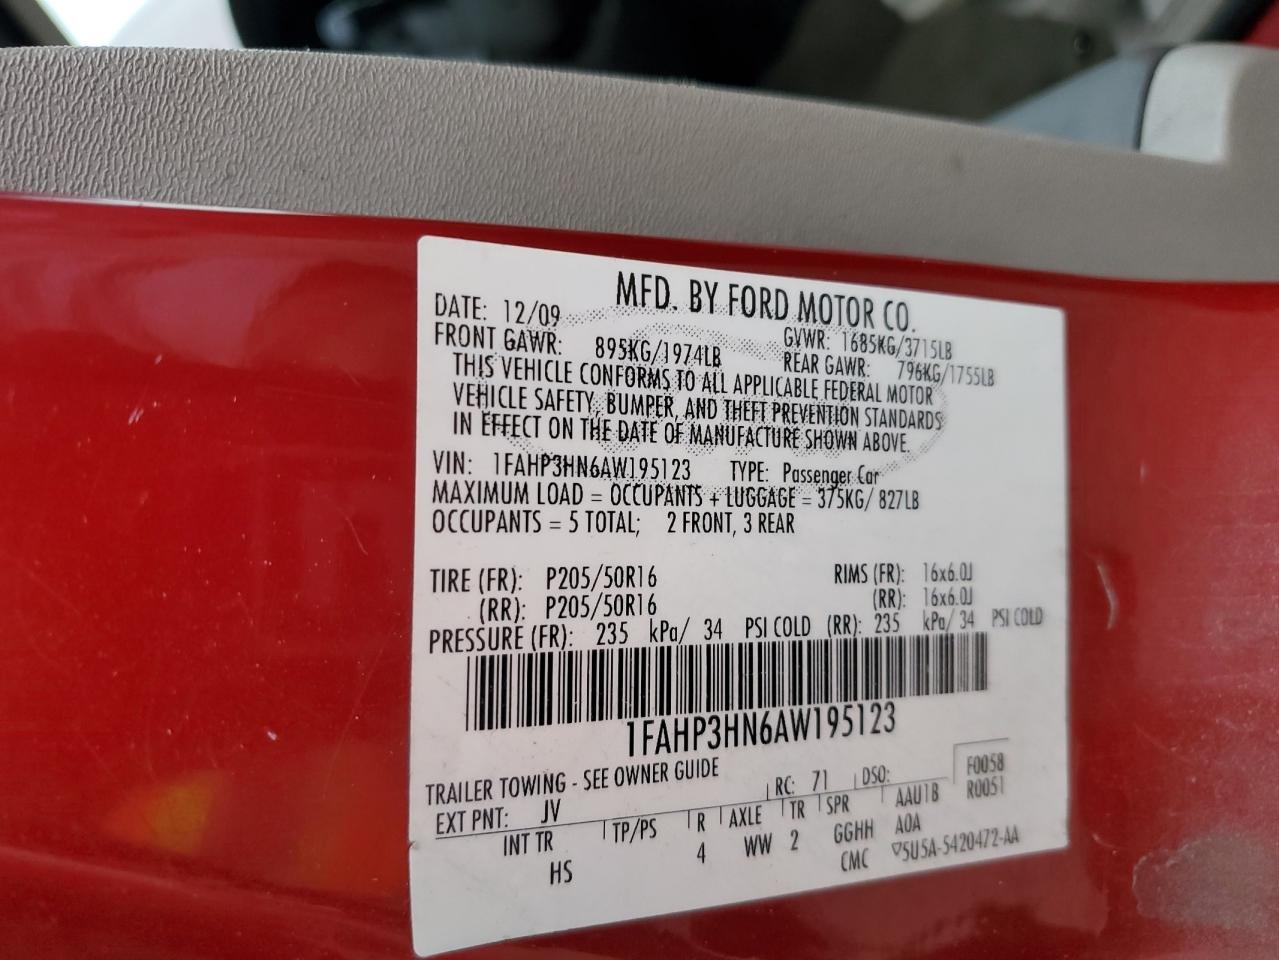 MFD. BY FORD MOTOR CO.
DATE: 12/09 GVWR: 1685KG/3715LB
FRONT GAWR: 895KG/1974LB REAR GAWR: 796KG/1755LB
THIS VEHICLE CONFORMS TO ALL APPLICABLE FEDERAL MOTOR
VEHICLE SAFETY, BUMPER, AND THEFT PREVENTION STANDARDS
IN EFFECT ON THE DATE OF MANUFACTURE SHOWN ABOVE.
VIN: 1FAHP3HN6AW195123 TYPE: Passenger Car
MAXIMUM LOAD = OCCUPANTS + LUGGAGE = 375KG/ 827LB
OCCUPANTS = 5 TOTAL; 2 FRONT, 3 REAR
TIRE (FR): P205/50R16 RIMS (FR): 16x6.0J
(RR): P205/50R16 (RR): 16x6.0J
PRESSURE (FR): 235 kPa/ 34 PSI COLD (RR): 235 kPa/ 34 PSI COLD
1FAHP3HN6AW195123
TRAILER TOWING - SEE OWNER GUIDE
F0058
EXT PNT: JV RC: 71 DSO: R0051
INT TR TP/PS R AXLE TR SPR AAU1B
HS 4 WW 2 GGHH AOA
CMC ▽5U5A-5420472-AA